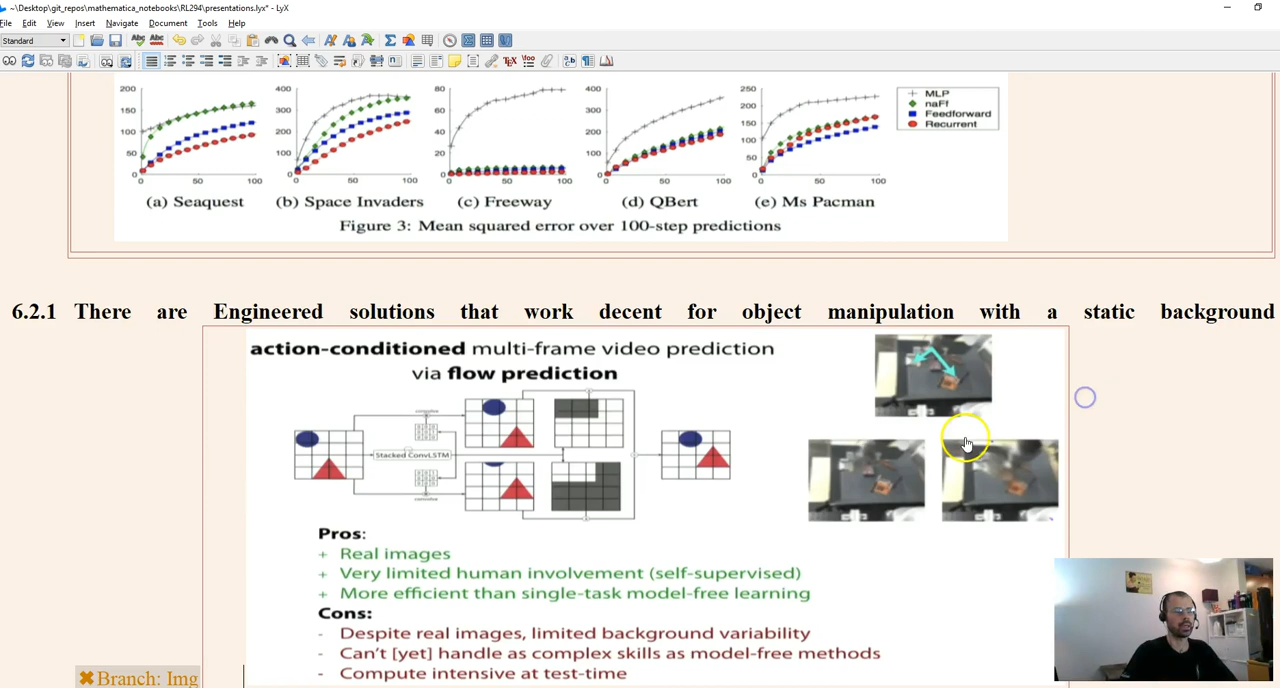 ~\Desktop\git_repos\mathematica_notebooks\RL294\presentations.lyx* - LyX
File Edit View Insert Navigate Document Tools Help
Standard
200 400 80 400 250
150 300 60 300 200
100 200 40 200 150
50 100 20 100 100
50
0 0 0 0 0
0 50 100 0 50 100 0 50 100 0 50 100 0 50 100
MLP
naFf
Feedforward
Recurrent
(a) Seaquest (b) Space Invaders (c) Freeway (d) QBert (e) Ms Pacman
Figure 3: Mean squared error over 100-step predictions
6.2.1 There are Engineered solutions that work decent for object manipulation with a static background
action-conditioned multi-frame video prediction
via flow prediction
Stacked ConvLSTM
Pros:
+ Real images
+ Very limited human involvement (self-supervised)
+ More efficient than single-task model-free learning
Cons:
- Despite real images, limited background variability
- Can't [yet] handle as complex skills as model-free methods
- Compute intensive at test-time
Branch: Img